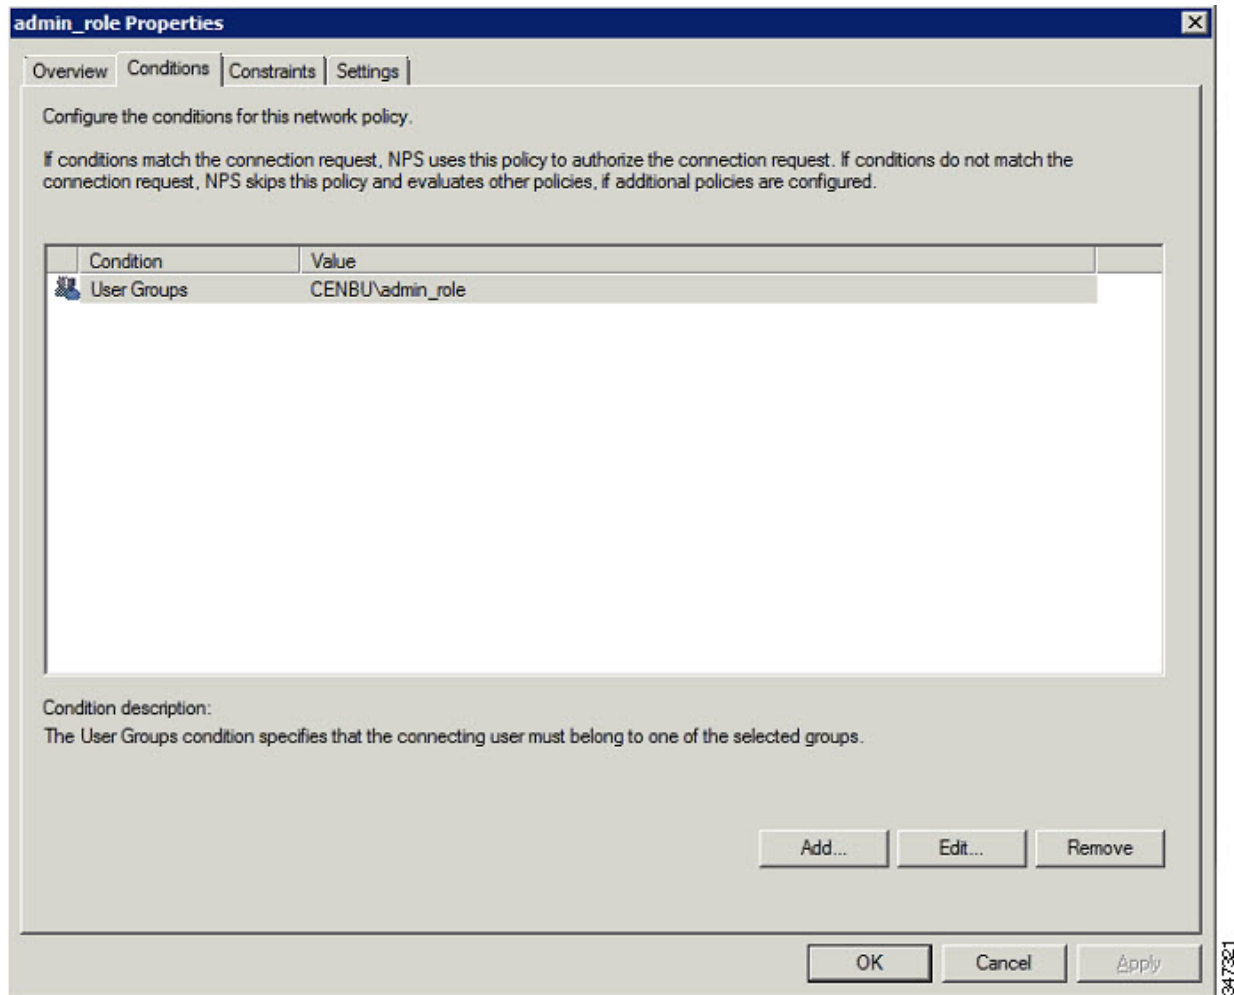 admin_role Properties
Overview Conditions Constraints Settings
Configure the conditions for this network policy.
If conditions match the connection request, NPS uses this policy to authorize the connection request. If conditions do not match the
connection request, NPS skips this policy and evaluates other policies, if additional policies are configured.
Condition Value
User Groups CENBU\admin_role
Condition description:
The User Groups condition specifies that the connecting user must belong to one of the selected groups.
Add... Edit... Remove
OK Cancel Apply
347321